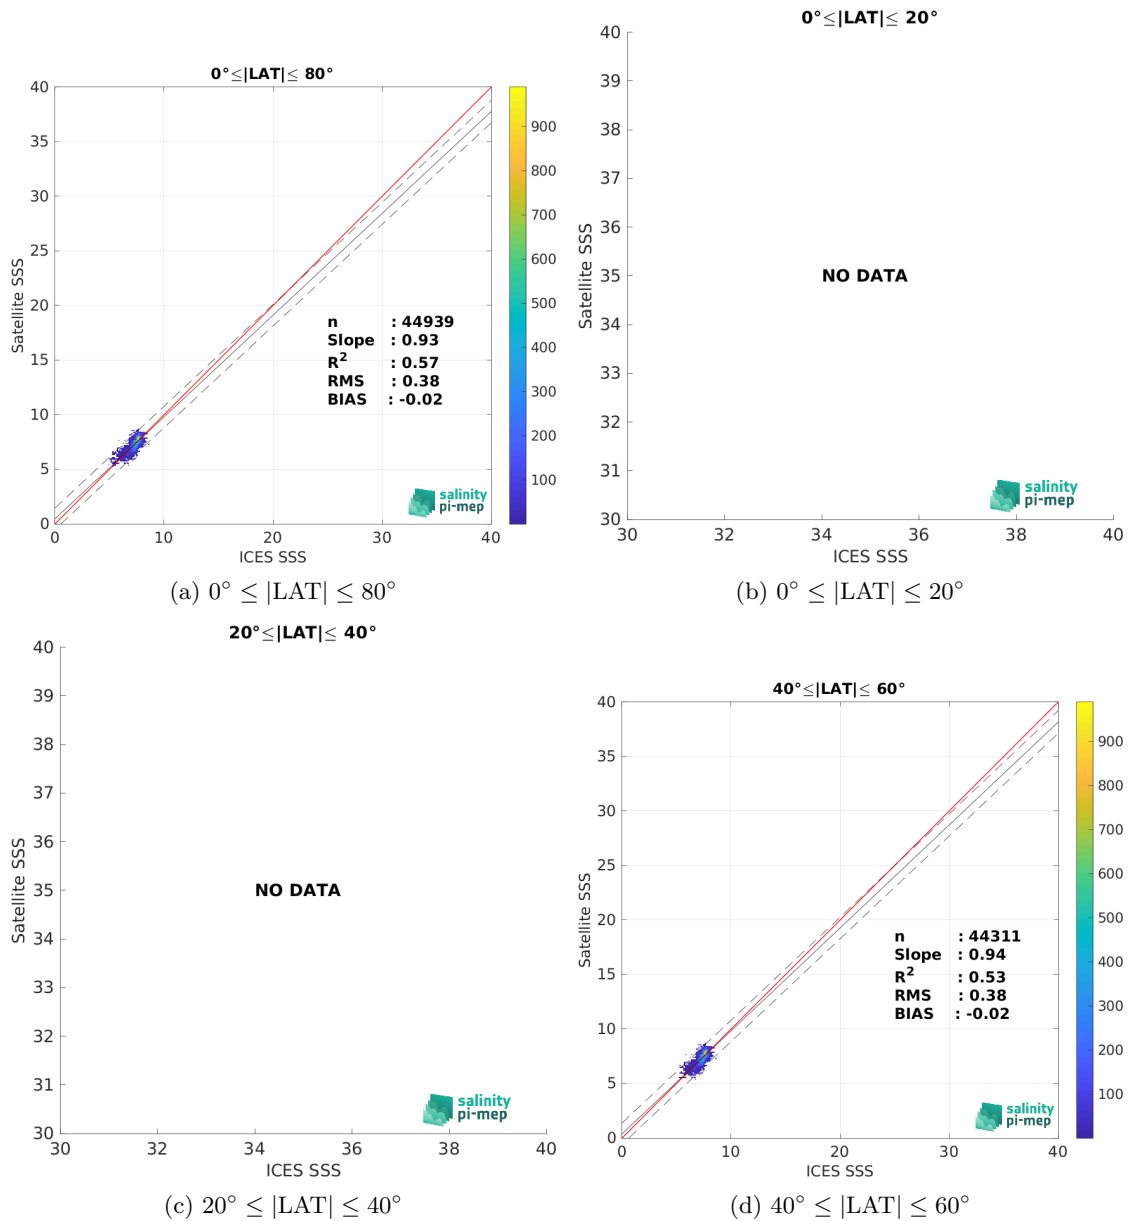 0°≤|LAT|≤ 80°
40
35
30
25
20
15
10
5
0
0
10
20
30
40
Satellite SSS
ICES SSS
n : 44939
Slope : 0.93
R² : 0.57
RMS : 0.38
BIAS : -0.02
salinity
pi-mep
900
800
700
600
500
400
300
200
100
(a) 0° ≤ |LAT| ≤ 80°
0°≤|LAT|≤ 20°
40
39
38
37
36
35
34
33
32
31
30
30
32
34
36
38
40
Satellite SSS
ICES SSS
NO DATA
salinity
pi-mep
(b) 0° ≤ |LAT| ≤ 20°
20°≤|LAT|≤ 40°
40
39
38
37
36
35
34
33
32
31
30
30
32
34
36
38
40
Satellite SSS
ICES SSS
NO DATA
salinity
pi-mep
(c) 20° ≤ |LAT| ≤ 40°
40°≤|LAT|≤ 60°
40
35
30
25
20
15
10
5
0
0
10
20
30
40
Satellite SSS
ICES SSS
n : 44311
Slope : 0.94
R² : 0.53
RMS : 0.38
BIAS : -0.02
salinity
pi-mep
900
800
700
600
500
400
300
200
100
(d) 40° ≤ |LAT| ≤ 60°